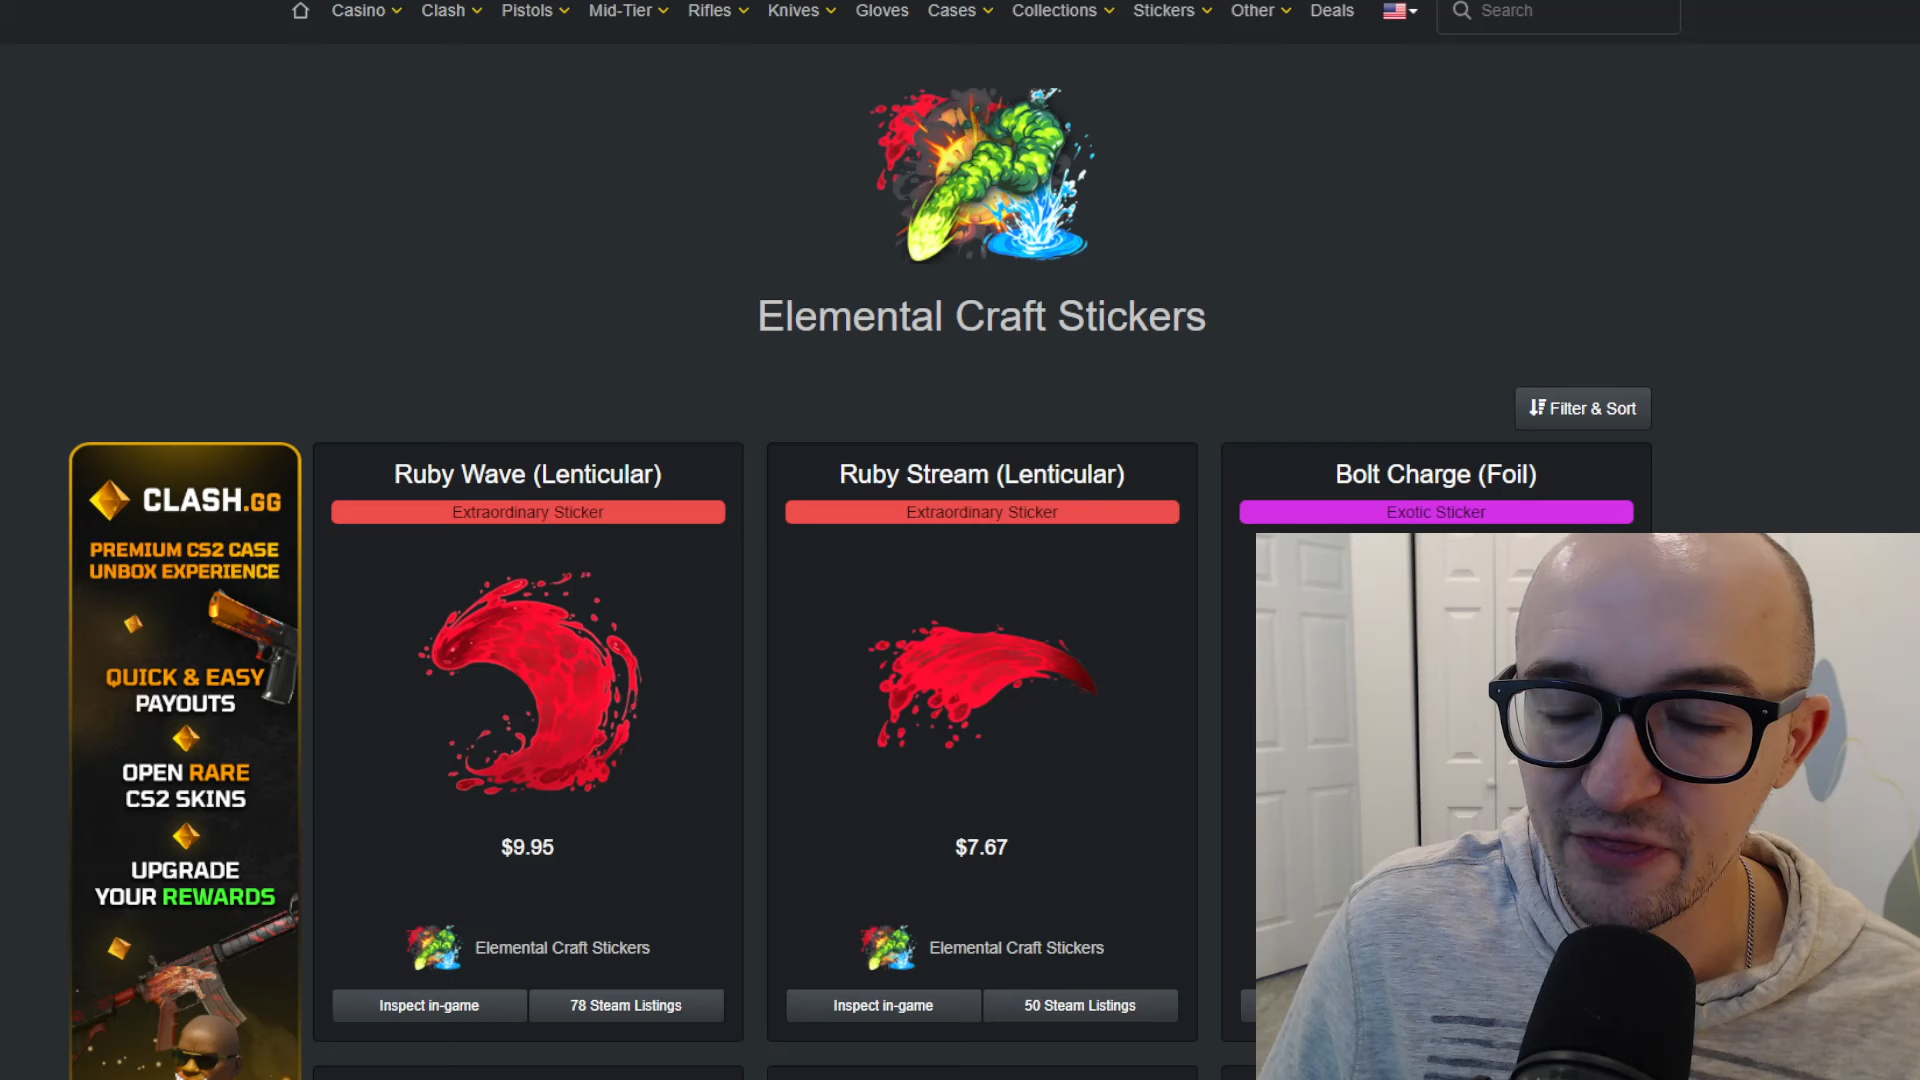 Casino Clash Pistols Mid-Tier Rifles Knives Gloves Cases Collections Stickers Other Deals Search
Elemental Craft Stickers
Filter & Sort
CLASH.GG
PREMIUM CS2 CASE
UNBOX EXPERIENCE
QUICK & EASY
PAYOUTS
OPEN RARE
CS2 SKINS
UPGRADE
YOUR REWARDS
Ruby Wave (Lenticular)
Extraordinary Sticker
$9.95
Elemental Craft Stickers
Inspect in-game
78 Steam Listings
Ruby Stream (Lenticular)
Extraordinary Sticker
$7.67
Elemental Craft Stickers
Inspect in-game
50 Steam Listings
Bolt Charge (Foil)
Exotic Sticker